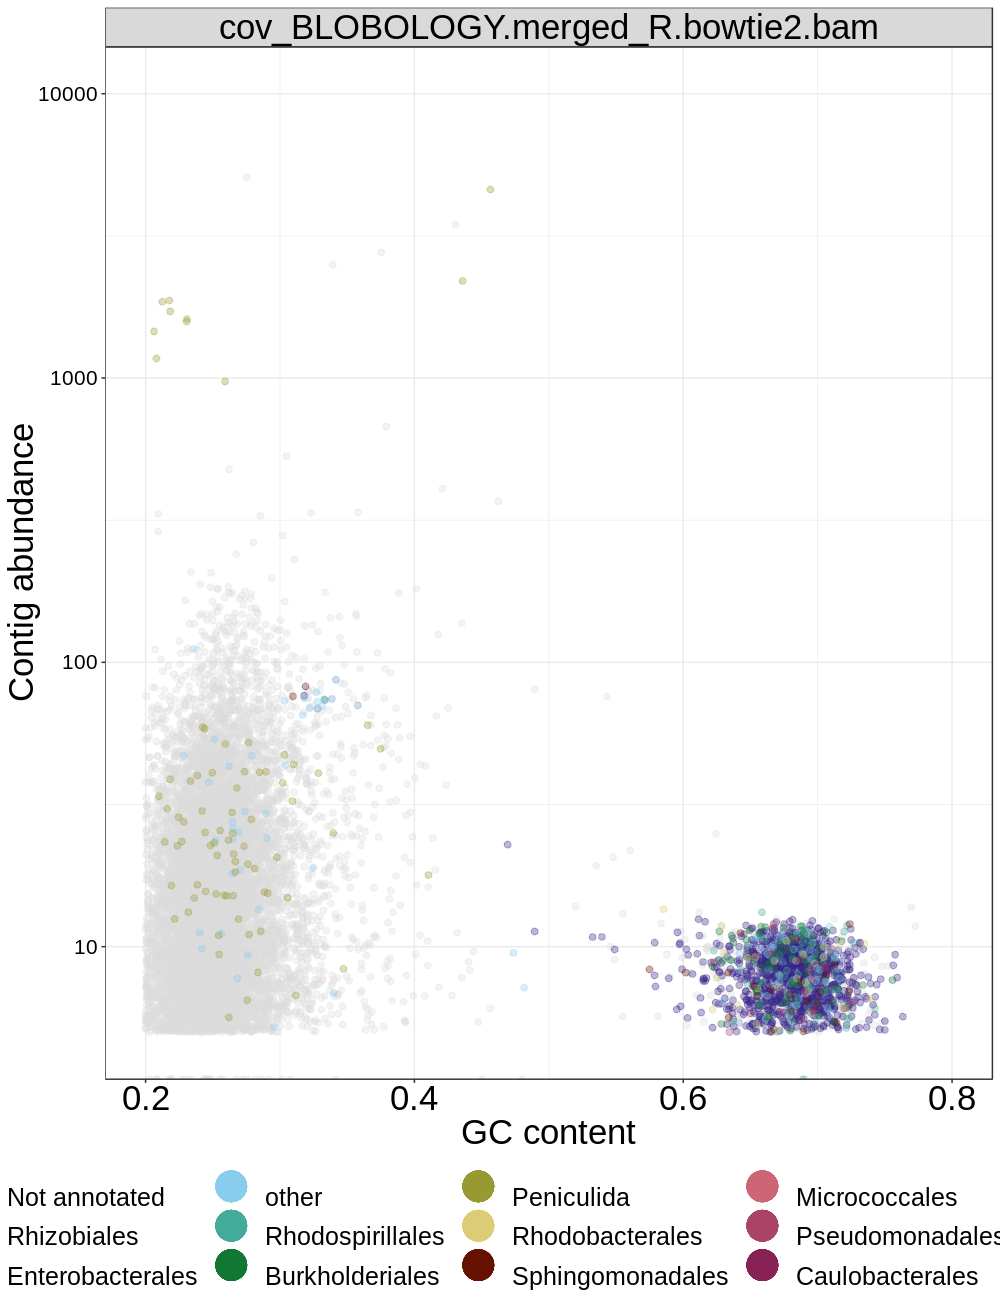 cov_BLOBOLOGY.merged_R.bowtie2.bam
10000
1000
100
10
Contig abundance
0.2 0.4 0.6 0.8
GC content
Not annotated other Peniculida Micrococcales
Rhizobiales Rhodospirillales Rhodobacterales Pseudomonadales
Enterobacterales Burkholderiales Sphingomonadales Caulobacterales